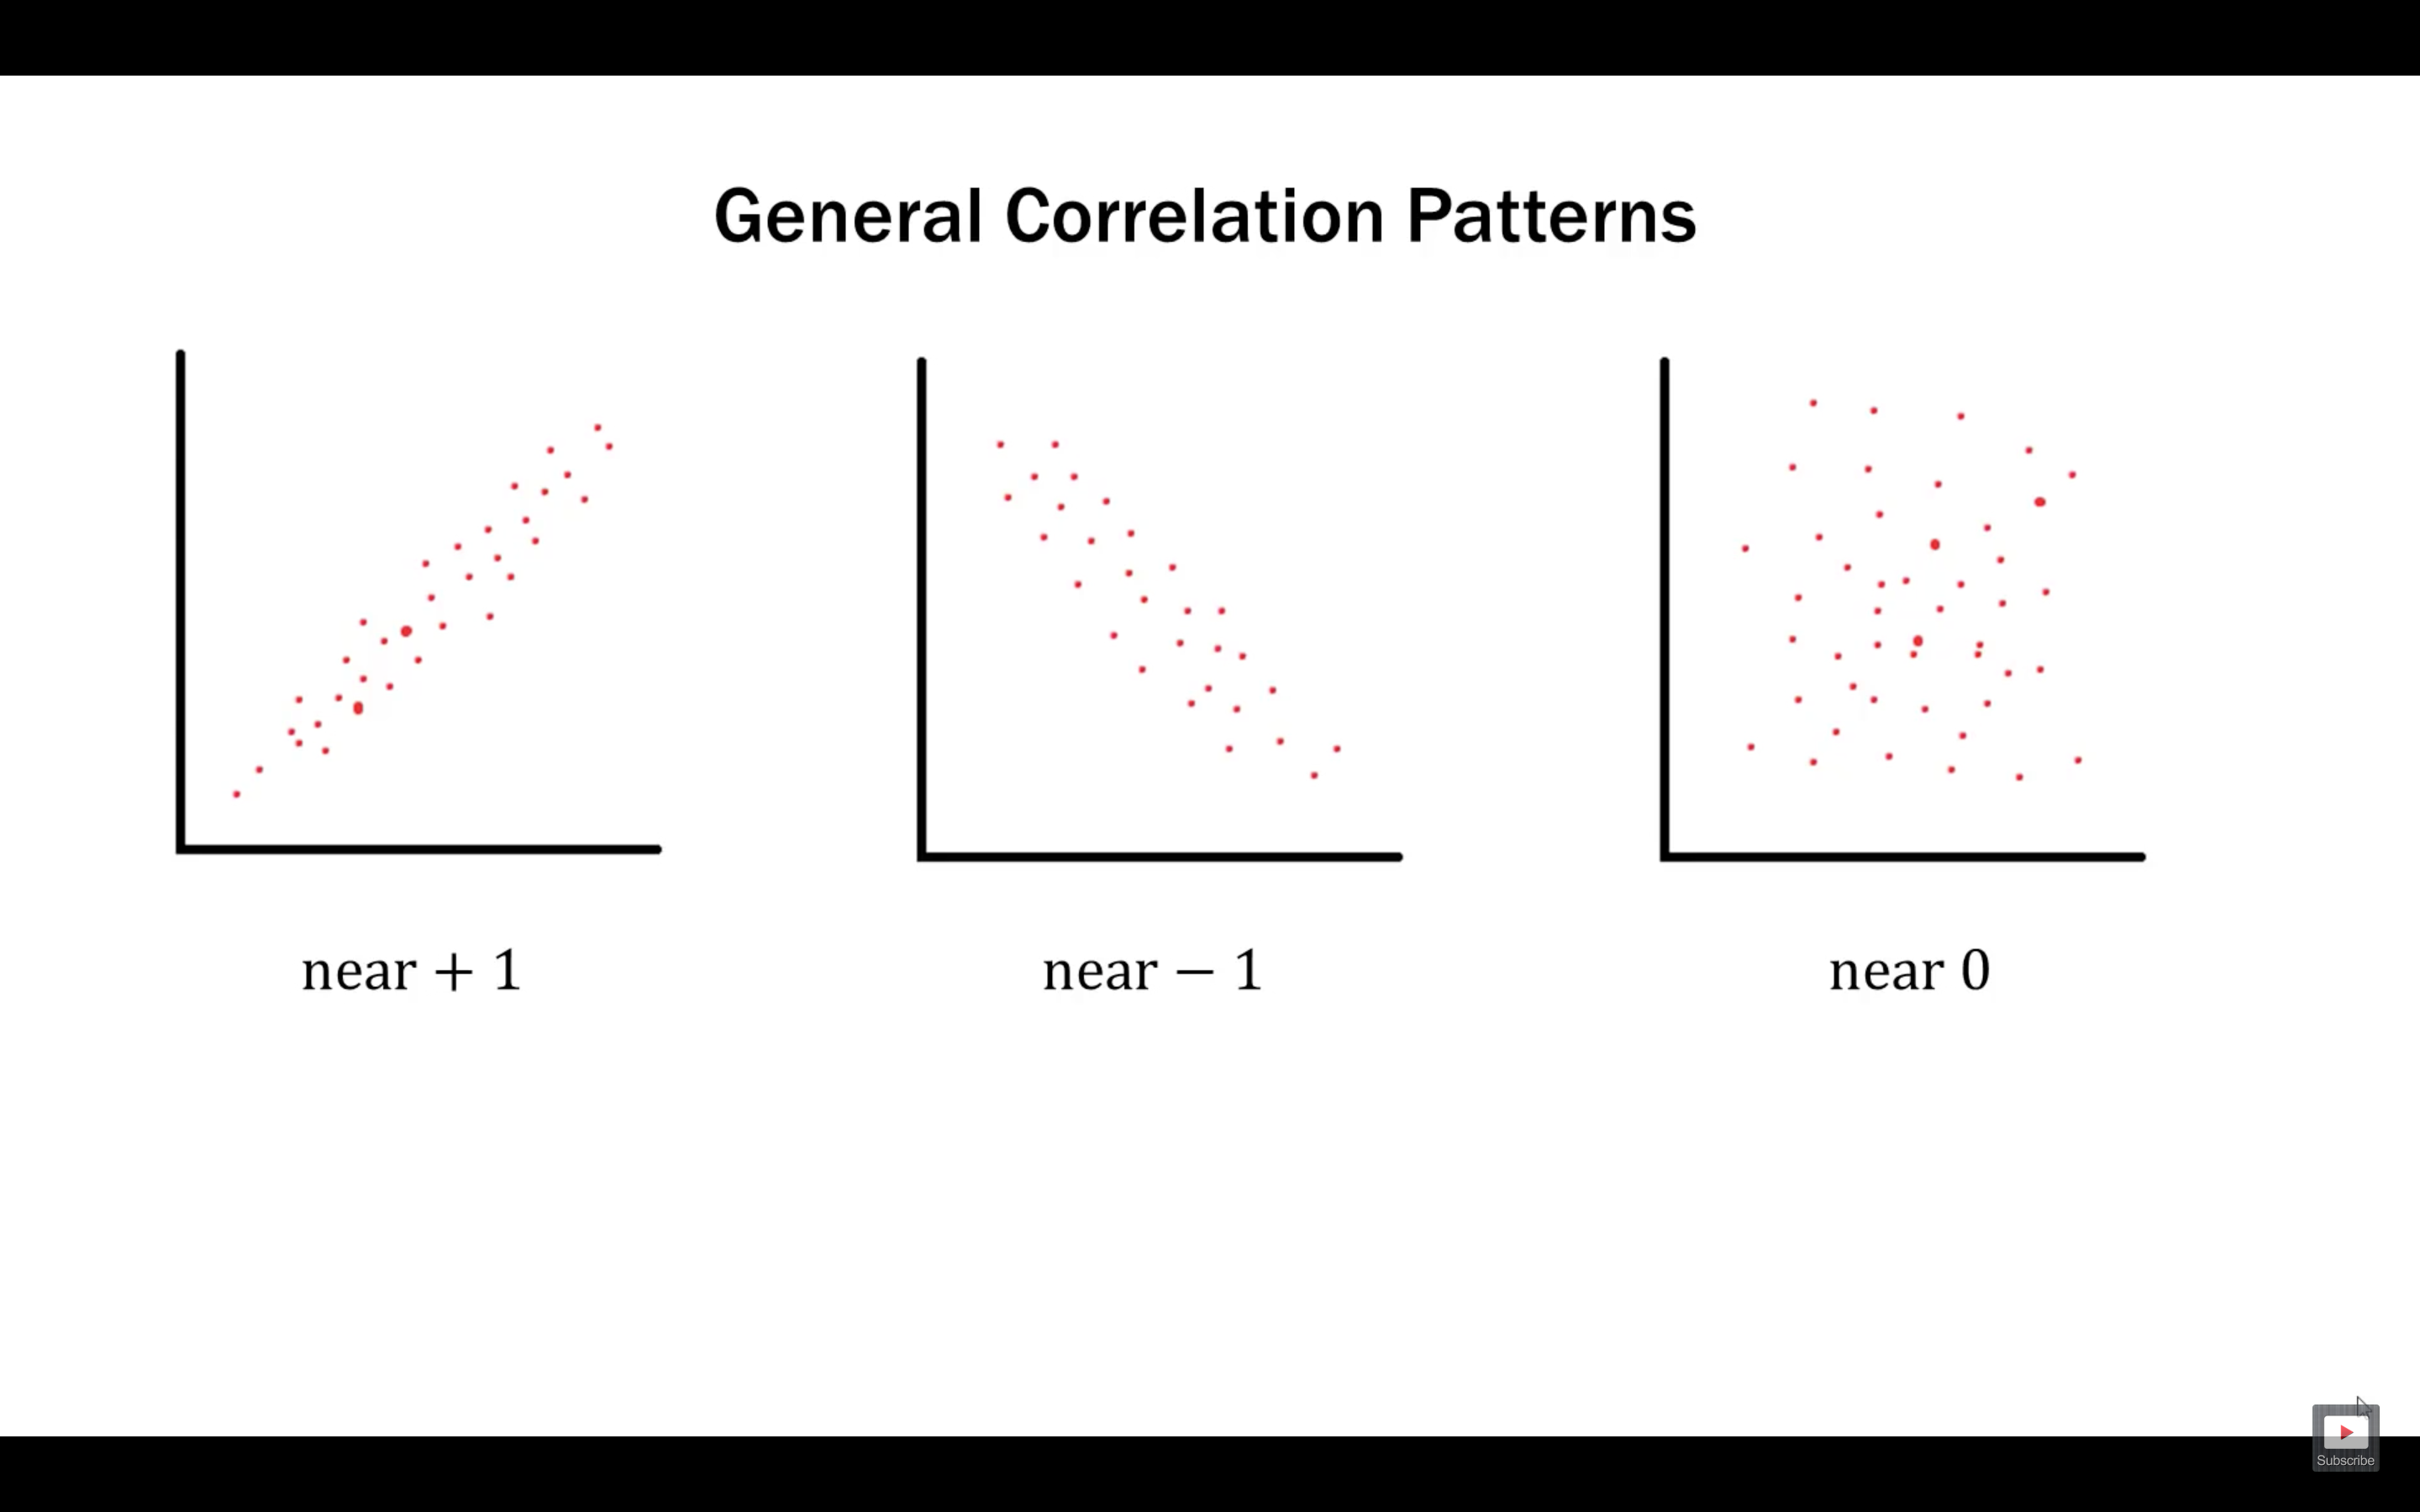 General Correlation Patterns
near + 1
near − 1
near 0
Subscribe